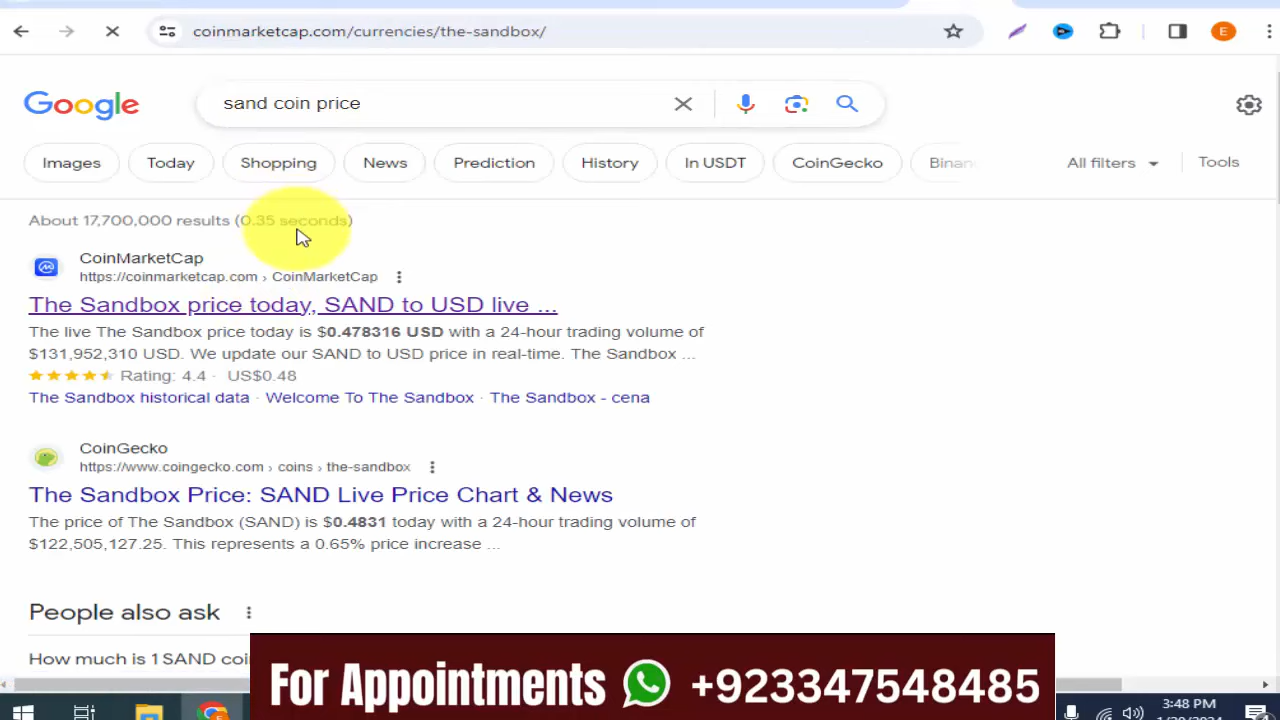 coinmarketcap.com/currencies/the-sandbox/
E
Google
sand coin price
Images
Today
Shopping
News
Prediction
History
In USDT
CoinGecko
Binan
All filters
Tools
About 17,700,000 results (0.35 seconds)
CoinMarketCap
https://coinmarketcap.com › CoinMarketCap
The Sandbox price today, SAND to USD live ...
The live The Sandbox price today is $0.478316 USD with a 24-hour trading volume of
$131,952,310 USD. We update our SAND to USD price in real-time. The Sandbox ...
Rating: 4.4 · US$0.48
The Sandbox historical data · Welcome To The Sandbox · The Sandbox - cena
CoinGecko
https://www.coingecko.com › coins › the-sandbox
The Sandbox Price: SAND Live Price Chart & News
The price of The Sandbox (SAND) is $0.4831 today with a 24-hour trading volume of
$122,505,127.25. This represents a 0.65% price increase ...
People also ask
How much is 1 SAND coi
For Appointments +923347548485
3:48 PM